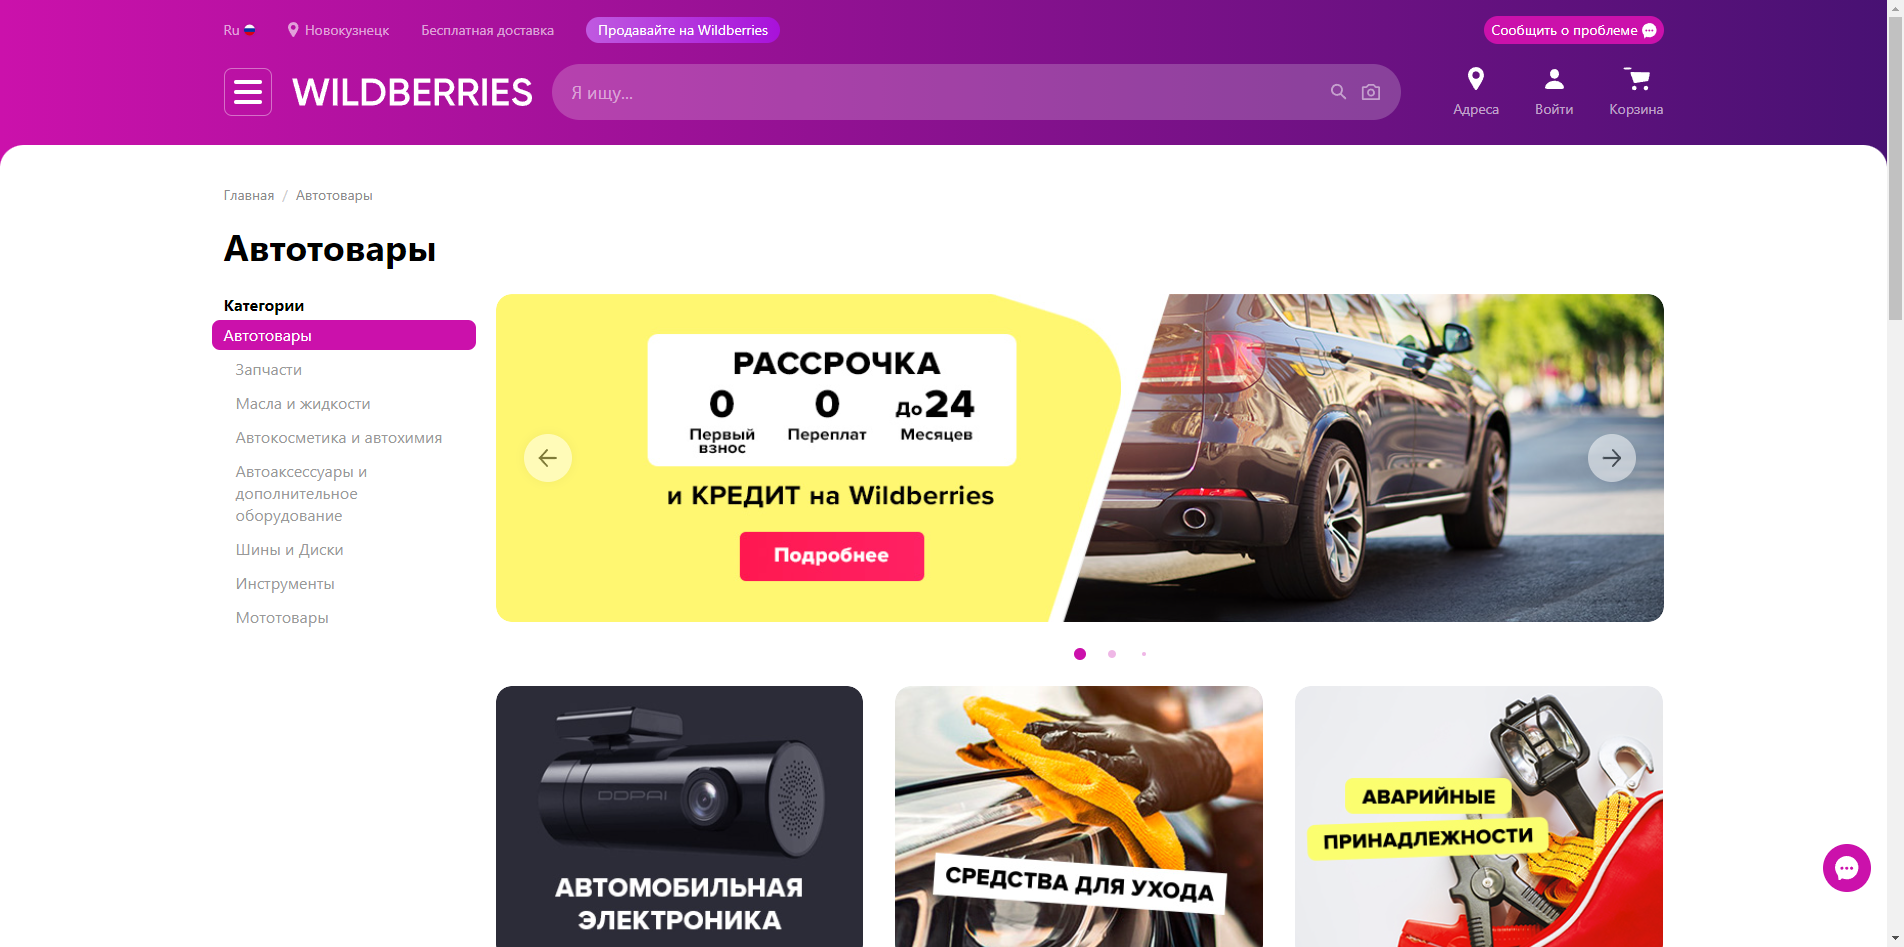 Ru
Новокузнецк
Бесплатная доставка
Продавайте на Wildberries
Сообщить о проблеме
WILDBERRIES
Я ищу...
Адреса
Войти
Корзина
Главная / Автотовары
Автотовары
Категории
Автотовары
Запчасти
Масла и жидкости
Автокосметика и автохимия
Автоаксессуары и
дополнительное
оборудование
Шины и Диски
Инструменты
Мототовары
РАССРОЧКА
0
Первый
взнос
0
Переплат
До 24
Месяцев
и КРЕДИТ на Wildberries
Подробнее
DDPAI
АВТОМОБИЛЬНАЯ
ЭЛЕКТРОНИКА
СРЕДСТВА ДЛЯ УХОДА
АВАРИЙНЫЕ
ПРИНАДЛЕЖНОСТИ